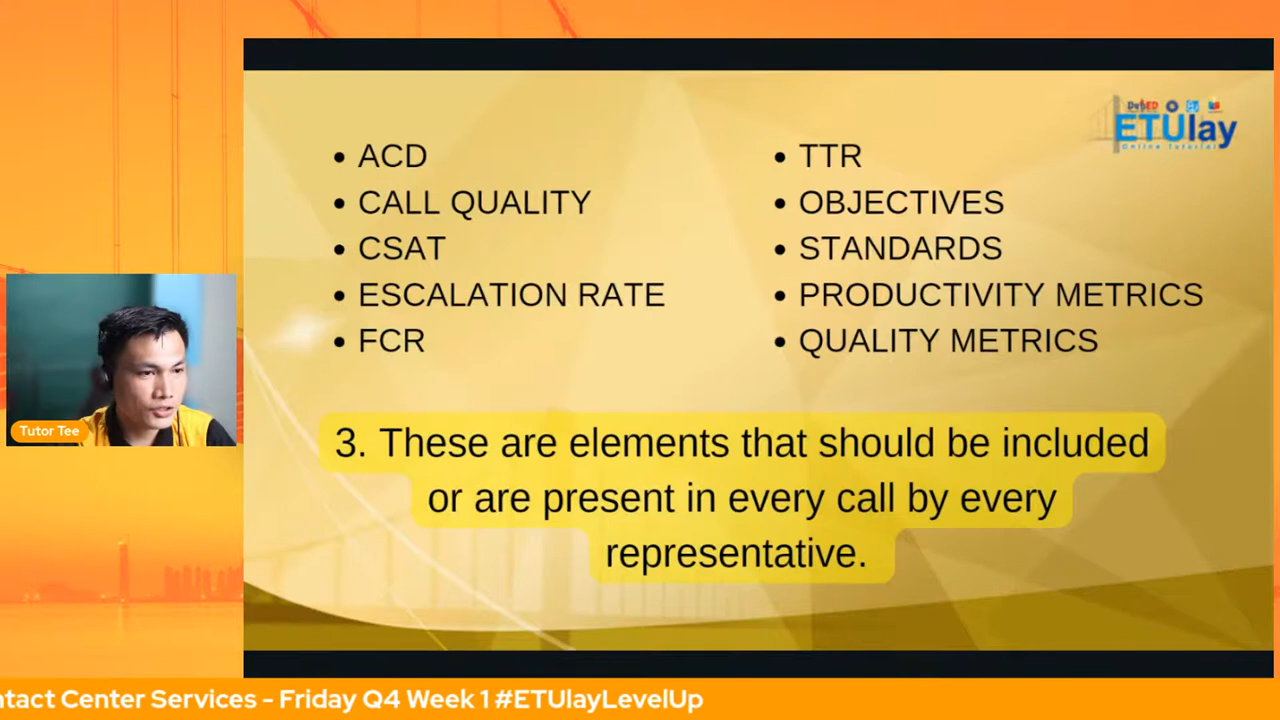 DepED
ETUlay
Online Tutorial
• ACD
• CALL QUALITY
• CSAT
• ESCALATION RATE
• FCR
• TTR
• OBJECTIVES
• STANDARDS
• PRODUCTIVITY METRICS
• QUALITY METRICS
3. These are elements that should be included
or are present in every call by every
representative.
Tutor Tee
ntact Center Services - Friday Q4 Week 1 #ETUlayLevelUp